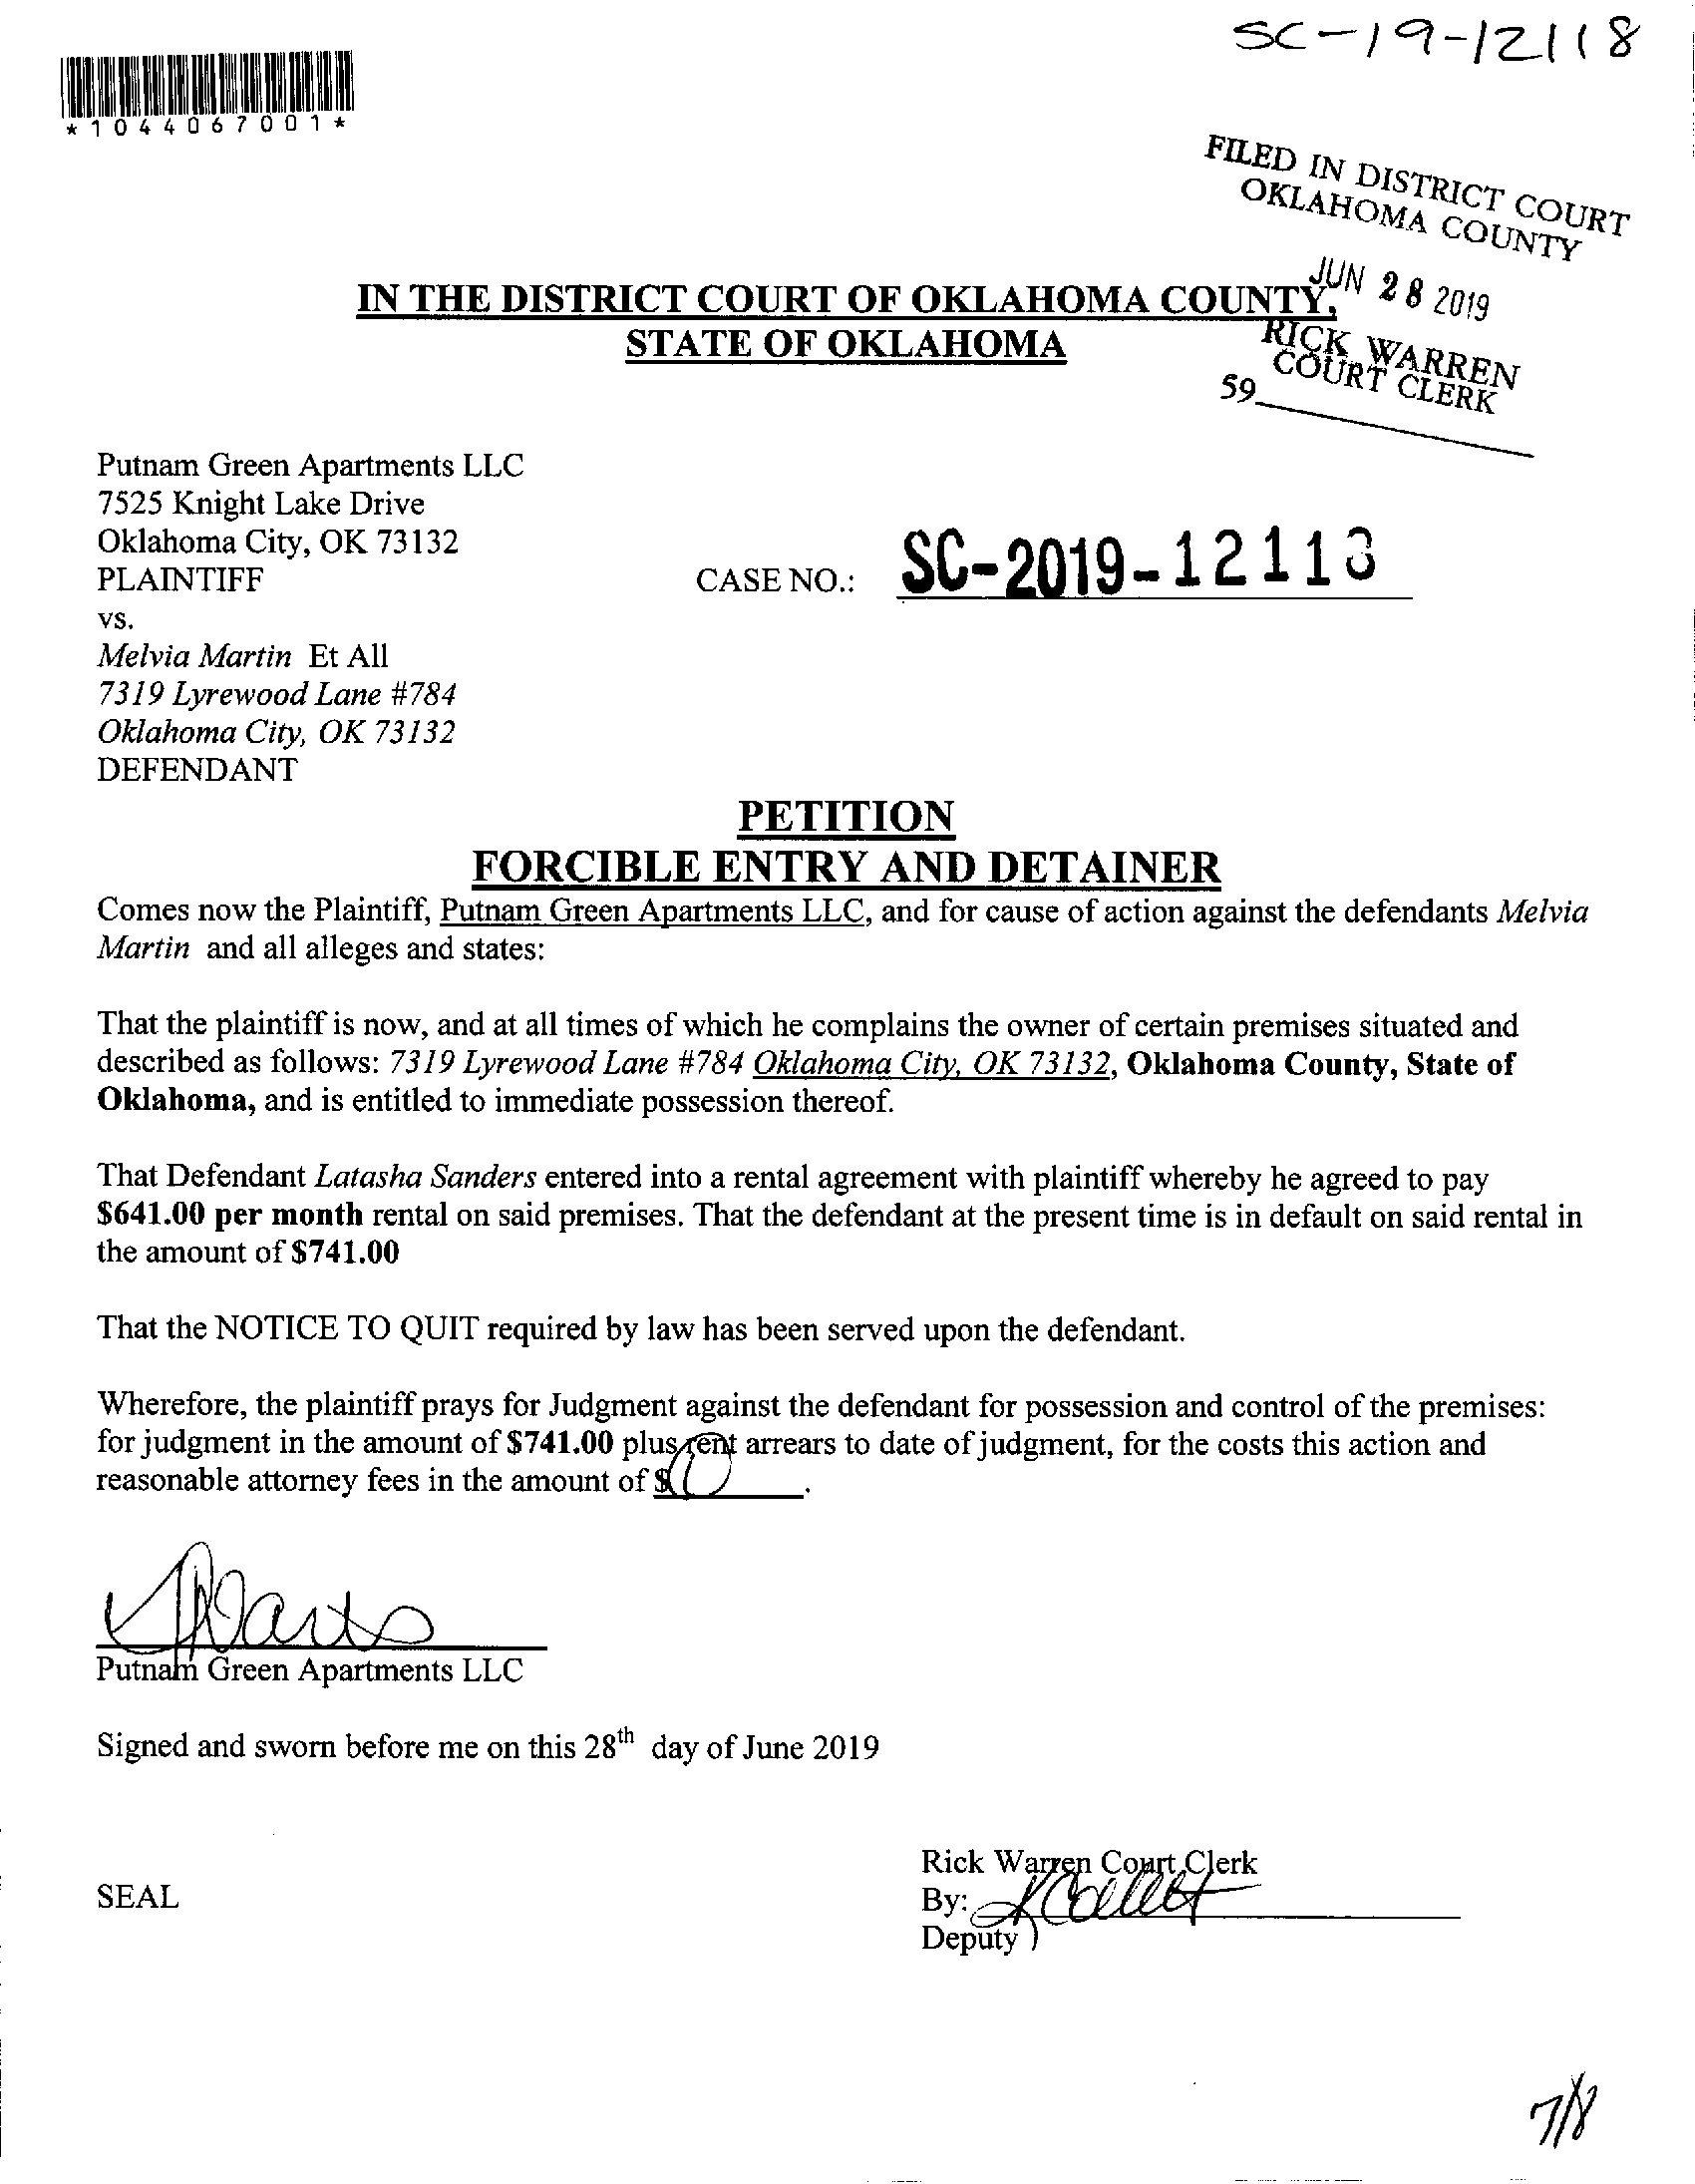 SC-19-12118
*1044067001*
FILED IN DISTRICT COURT
OKLAHOMA COUNTY
JUN 28 2019
RICK WARREN
COURT CLERK
59
IN THE DISTRICT COURT OF OKLAHOMA COUNTY,
STATE OF OKLAHOMA
Putnam Green Apartments LLC
7525 Knight Lake Drive
Oklahoma City, OK 73132
PLAINTIFF
CASE NO.:
vs.
Melvia Martin Et All
7319 Lyrewood Lane #784
Oklahoma City, OK 73132
DEFENDANT
PETITION
FORCIBLE ENTRY AND DETAINER
Comes now the Plaintiff, Putnam Green Apartments LLC, and for cause of action against the defendants Melvia
Martin and all alleges and states:
That the plaintiff is now, and at all times of which he complains the owner of certain premises situated and
described as follows: 7319 Lyrewood Lane #784 Oklahoma City, OK 73132, Oklahoma County, State of
Oklahoma, and is entitled to immediate possession thereof.
That Defendant Latasha Sanders entered into a rental agreement with plaintiff whereby he agreed to pay
$641.00 per month rental on said premises. That the defendant at the present time is in default on said rental in
the amount of $741.00
That the NOTICE TO QUIT required by law has been served upon the defendant.
Wherefore, the plaintiff prays for Judgment against the defendant for possession and control of the premises:
for judgment in the amount of $741.00 plus rent arrears to date of judgment, for the costs this action and
reasonable attorney fees in the amount of $
Putnam Green Apartments LLC
Signed and sworn before me on this 28th day of June 2019
Rick Warren Court Clerk
SEAL
By:
Deputy
7/8